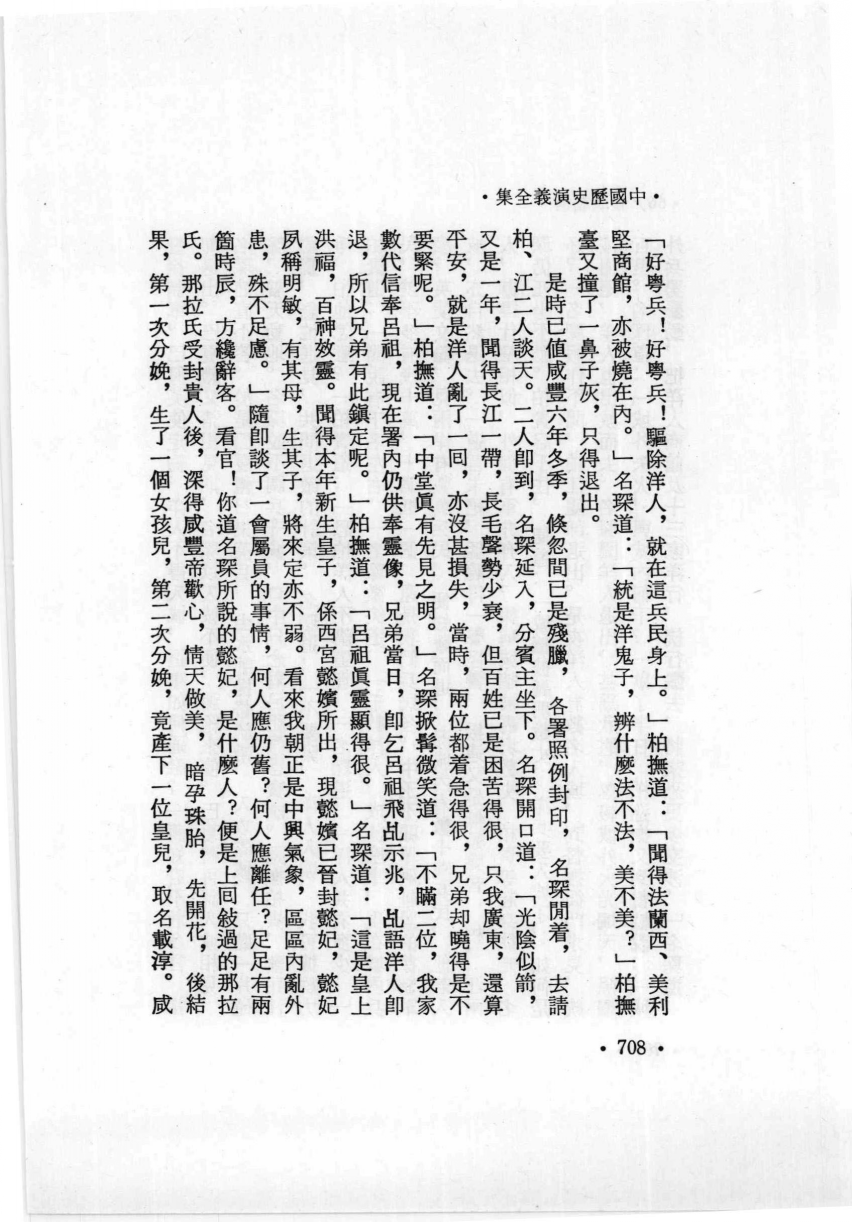 •中國歷史演義全集•
「好粵兵！好粵兵！驅除洋人，就在這兵民身上。」柏撫道：「聞得法蘭西、美利
堅商館，亦被燒在內。」名琛道：「統是洋鬼子，辨什麼法不法，美不美？」柏撫
臺又撞了一鼻子灰，只得退出。
是時已值咸豐六年冬季，倏忽間已是殘臘，各署照例封印，名琛閒着，去請
柏、江二人談天。二人卽到，名琛延入，分賓主坐下。名琛開口道：「光陰似箭，
又是一年，聞得長江一帶，長毛聲勢少衰，但百姓已是困苦得很，只我廣東，還算
平安，就是洋人亂了一回，亦沒甚損失，當時，兩位都着急得很，兄弟却曉得是不
要緊呢。」柏撫道：「中堂眞有先見之明。」名琛掀髯微笑道：「不瞞二位，我家
數代信奉呂祖，現在署內仍供奉靈像，兄弟當日，卽乞呂祖飛乩示兆，乩語洋人卽
退，所以兄弟有此鎭定呢。」柏撫道：「呂祖眞靈顯得很。」名琛道：「這是皇上
洪福，百神效靈。聞得本年新生皇子，係西宮懿嬪所出，現懿嬪已晉封懿妃，懿妃
夙稱明敏，有其母，生其子，將來定亦不弱。看來我朝正是中興氣象，區區內亂外
患，殊不足慮。」隨卽談了一會屬員的事情，何人應仍舊？何人應離任？足足有兩
箇時辰，方纔辭客。看官！你道名琛所說的懿妃，是什麼人？便是上回敍過的那拉
氏。那拉氏受封貴人後，深得咸豐帝歡心，情天做美，暗孕珠胎，先開花，後結
果，第一次分娩，生了一個女孩兒，第二次分娩，竟產下一位皇兒，取名載淳。咸
•708•